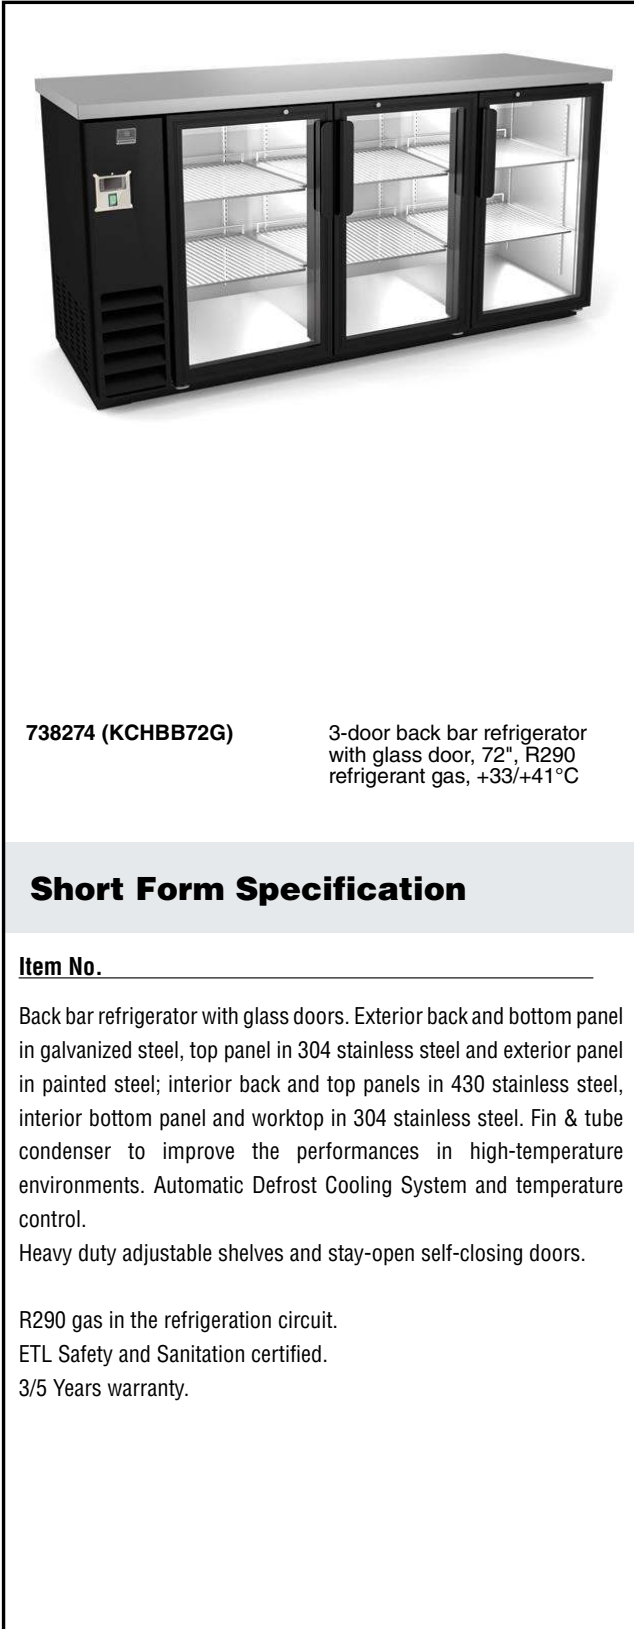 738274 (KCHBB72G)
3-door back bar refrigerator
with glass door, 72", R290
refrigerant gas, +33/+41°C
Short Form Specification
Item No.
Back bar refrigerator with glass doors. Exterior back and bottom panel
in galvanized steel, top panel in 304 stainless steel and exterior panel
in painted steel; interior back and top panels in 430 stainless steel,
interior bottom panel and worktop in 304 stainless steel. Fin & tube
condenser to improve the performances in high-temperature
environments. Automatic Defrost Cooling System and temperature
control.
Heavy duty adjustable shelves and stay-open self-closing doors.
R290 gas in the refrigeration circuit.
ETL Safety and Sanitation certified.
3/5 Years warranty.